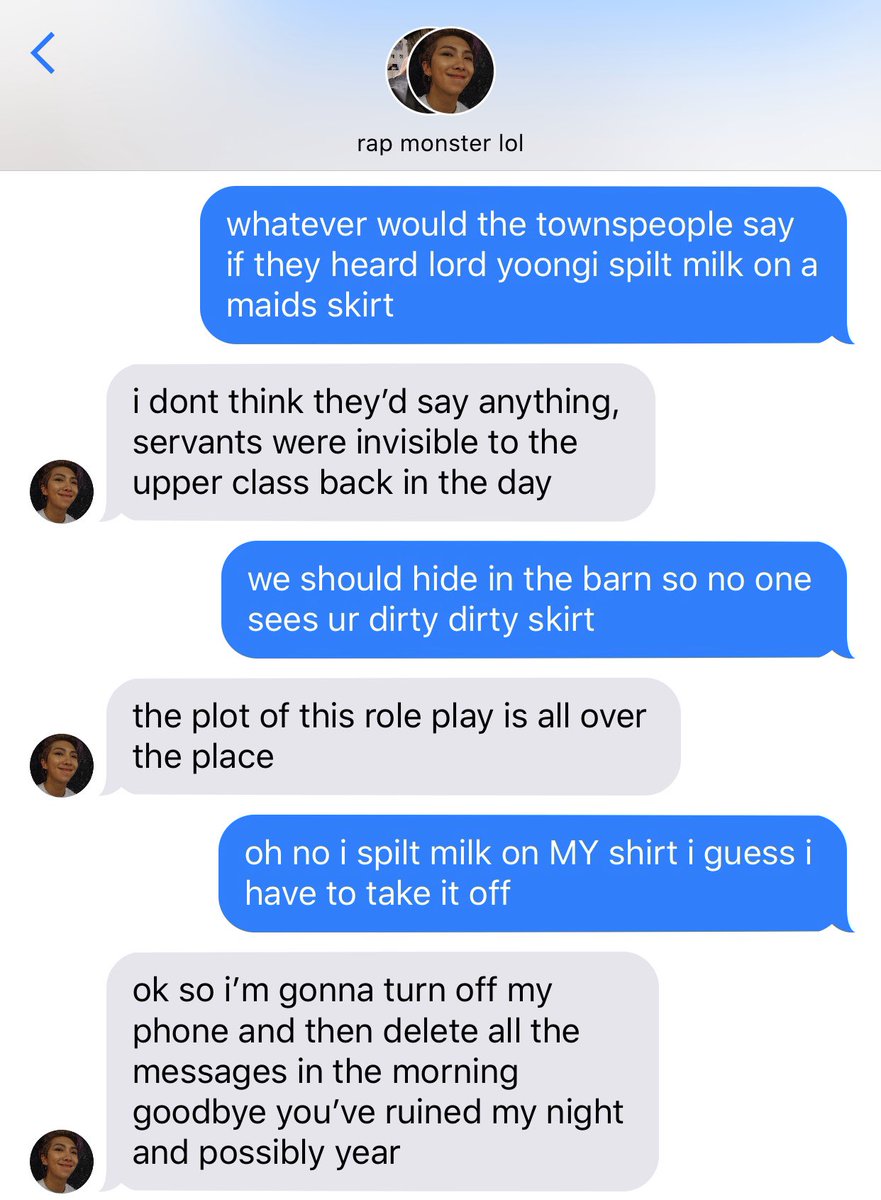 rap monster lol
whatever would the townspeople say
if they heard lord yoongi spilt milk on a
maids skirt
i dont think they’d say anything,
servants were invisible to the
upper class back in the day
we should hide in the barn so no one
sees ur dirty dirty skirt
the plot of this role play is all over
the place
oh no i spilt milk on MY shirt i guess i
have to take it off
ok so i’m gonna turn off my
phone and then delete all the
messages in the morning
goodbye you’ve ruined my night
and possibly year